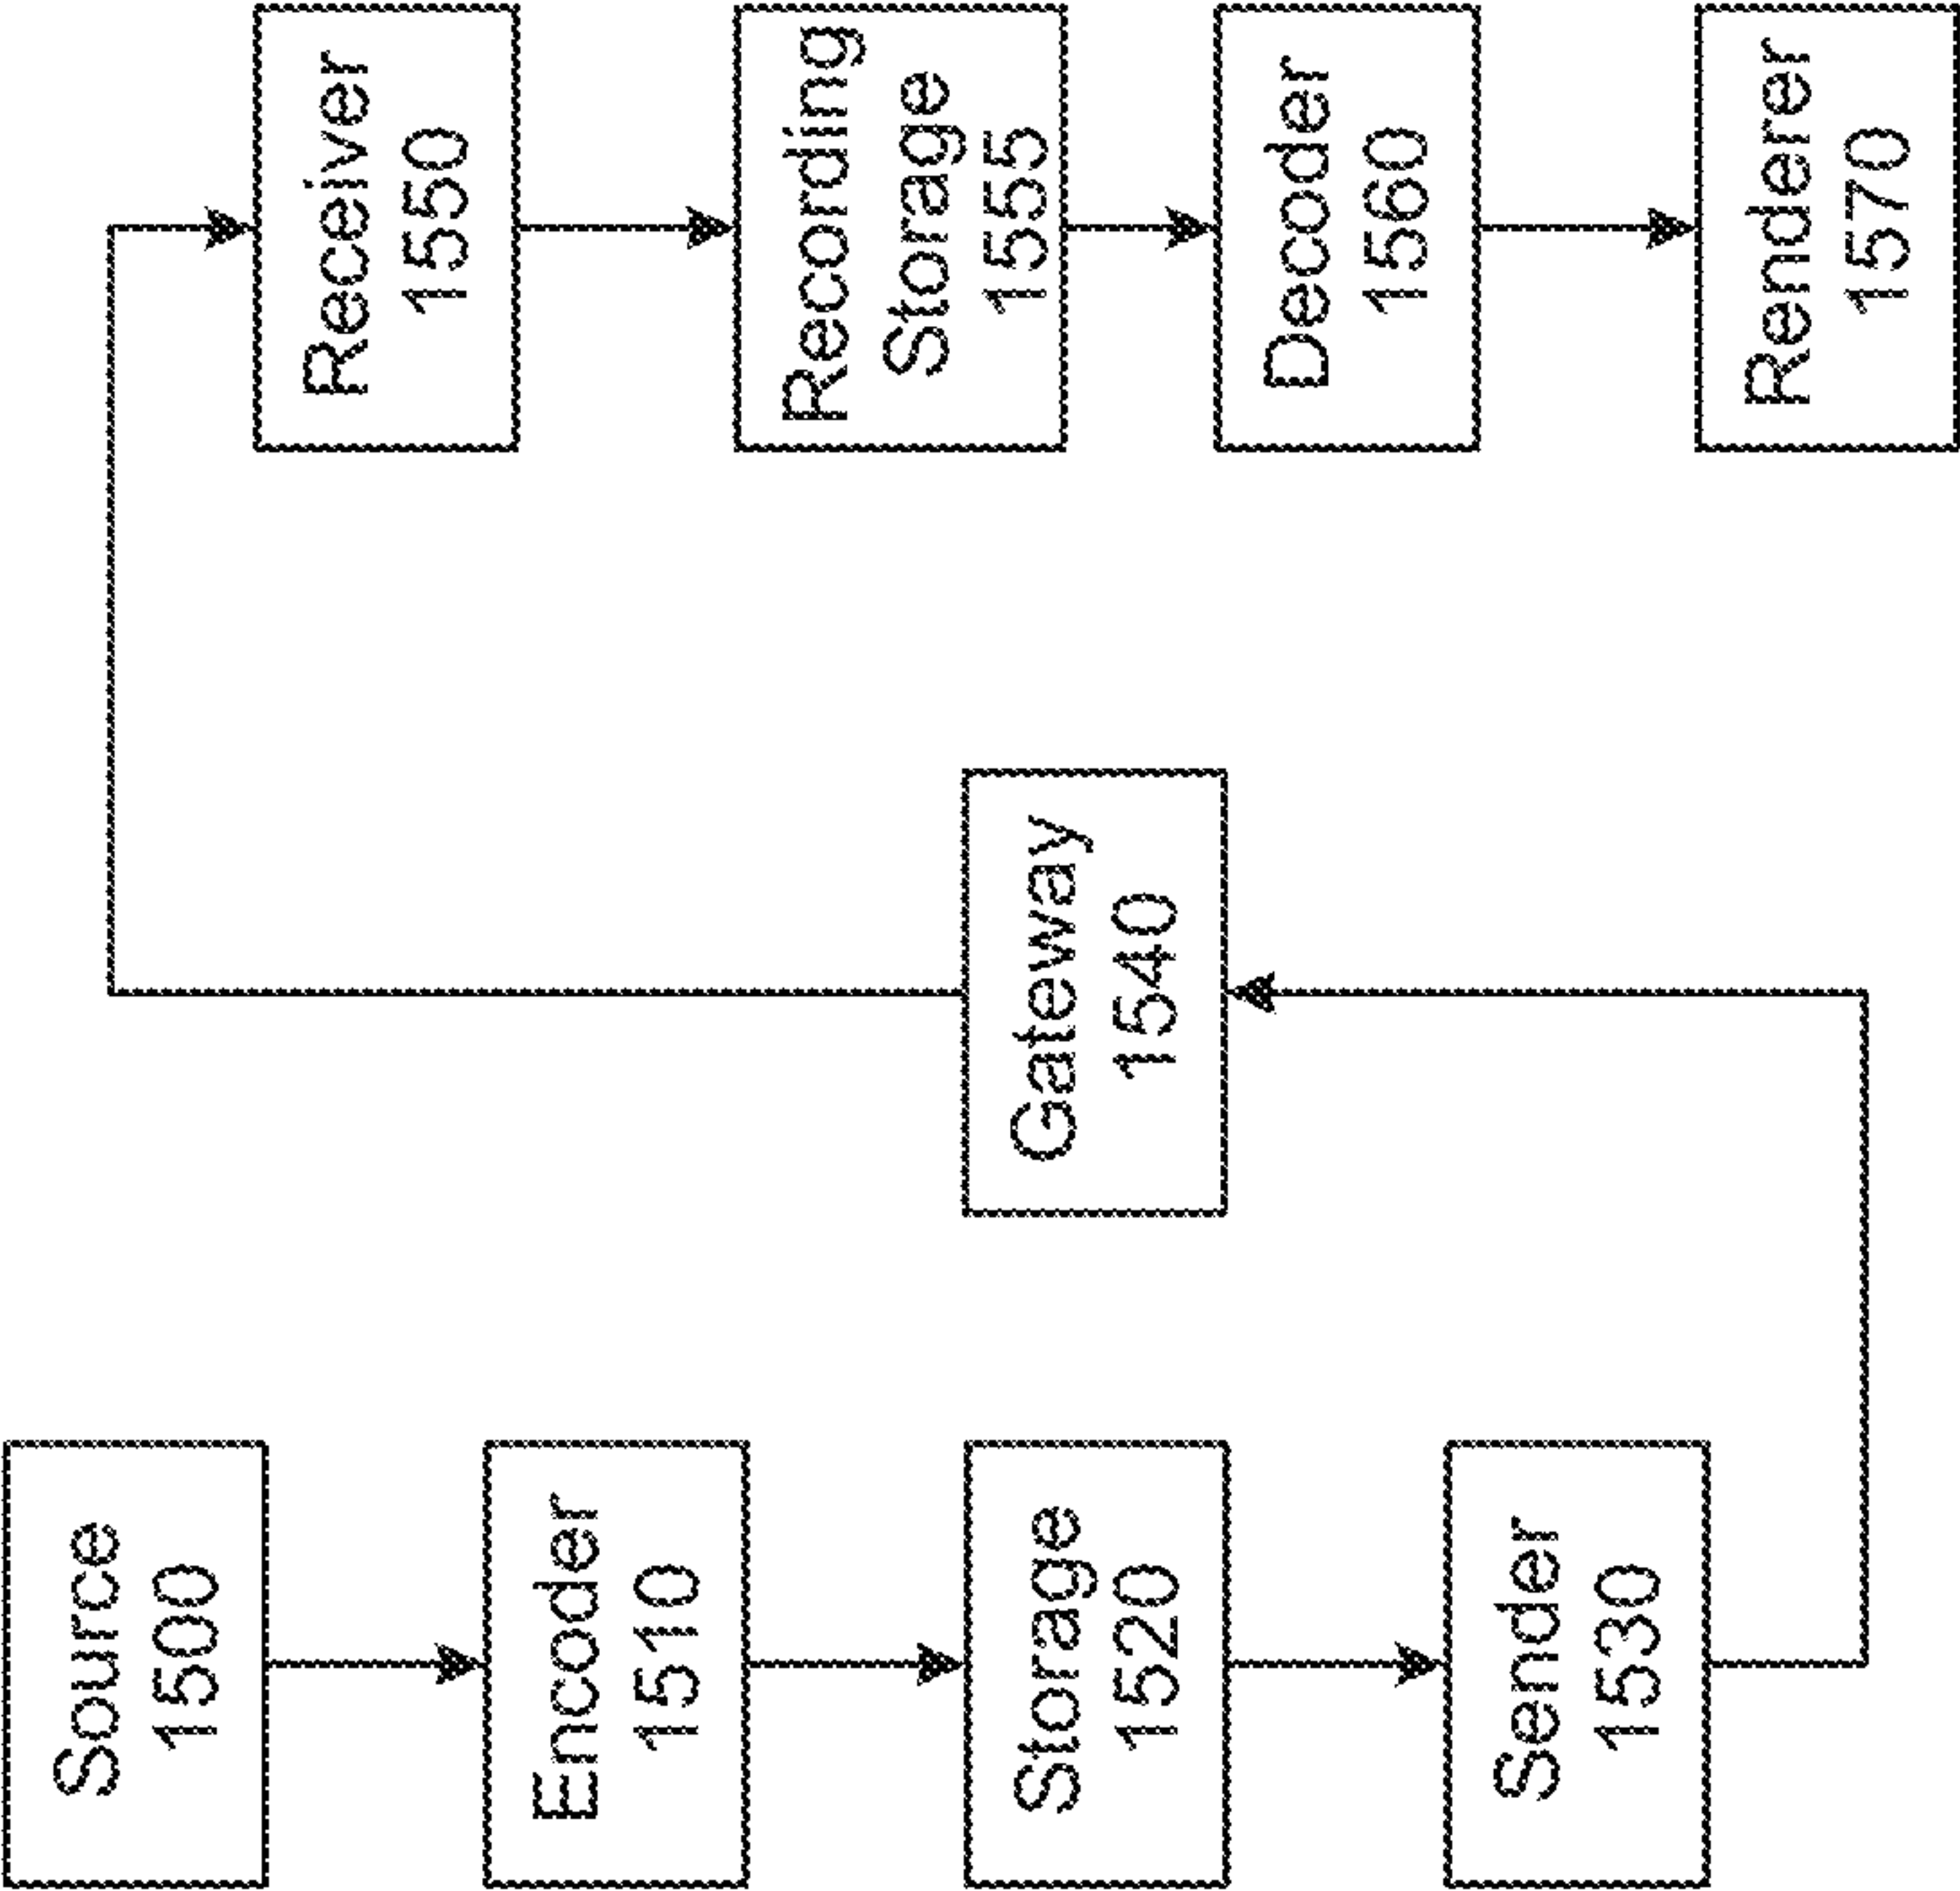 Source
1500
Encoder
1510
Storage
1520
Sender
1530
Gateway
1540
Receiver
1550
Recording
Storage
1555
Decoder
1560
Renderer
1570